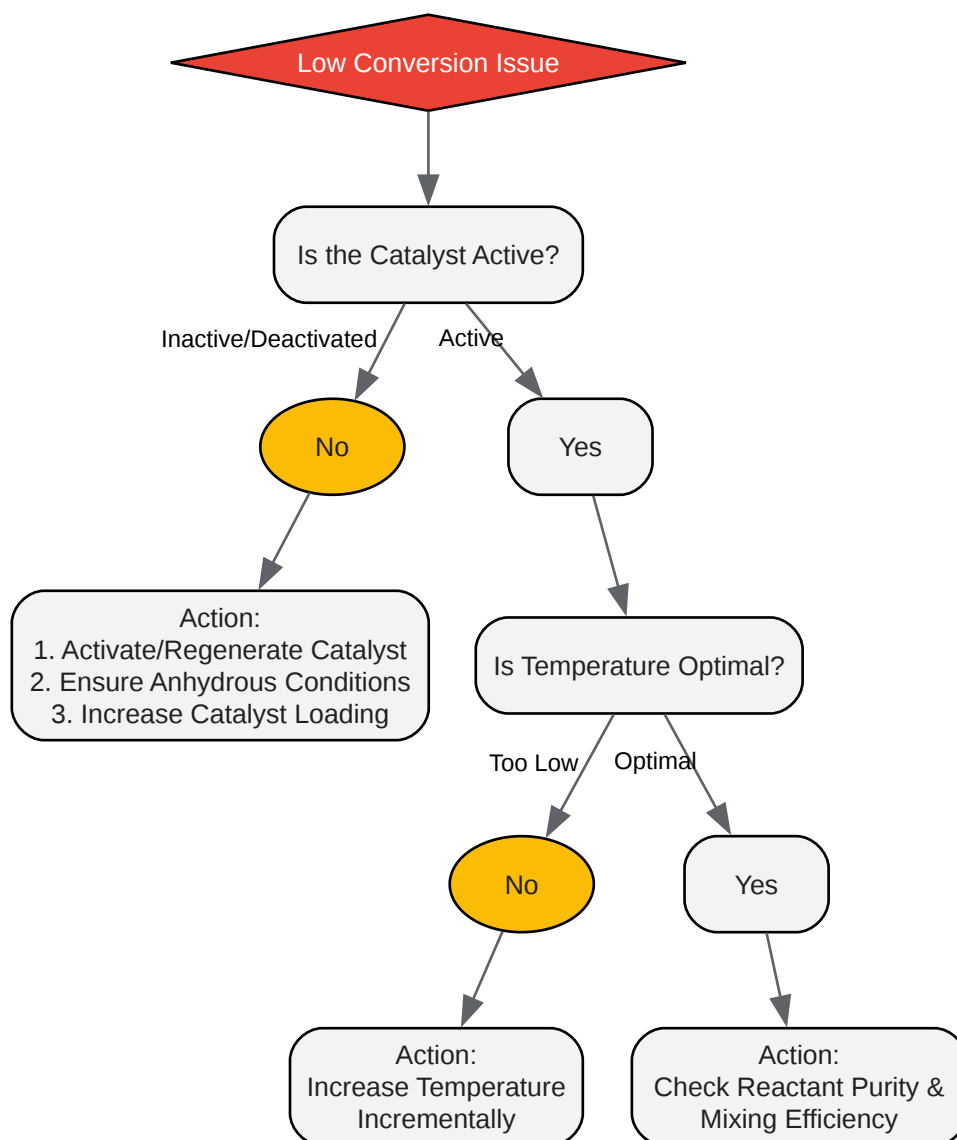 Low Conversion Issue
Is the Catalyst Active?
Inactive/Deactivated
Active
No
Yes
Action:
1. Activate/Regenerate Catalyst
2. Ensure Anhydrous Conditions
3. Increase Catalyst Loading
Is Temperature Optimal?
Too Low
Optimal
No
Yes
Action:
Increase Temperature
Incrementally
Action:
Check Reactant Purity &
Mixing Efficiency